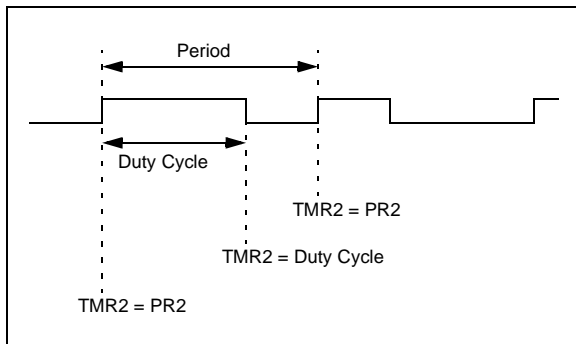 Period
Duty Cycle
TMR2 = PR2
TMR2 = Duty Cycle
TMR2 = PR2